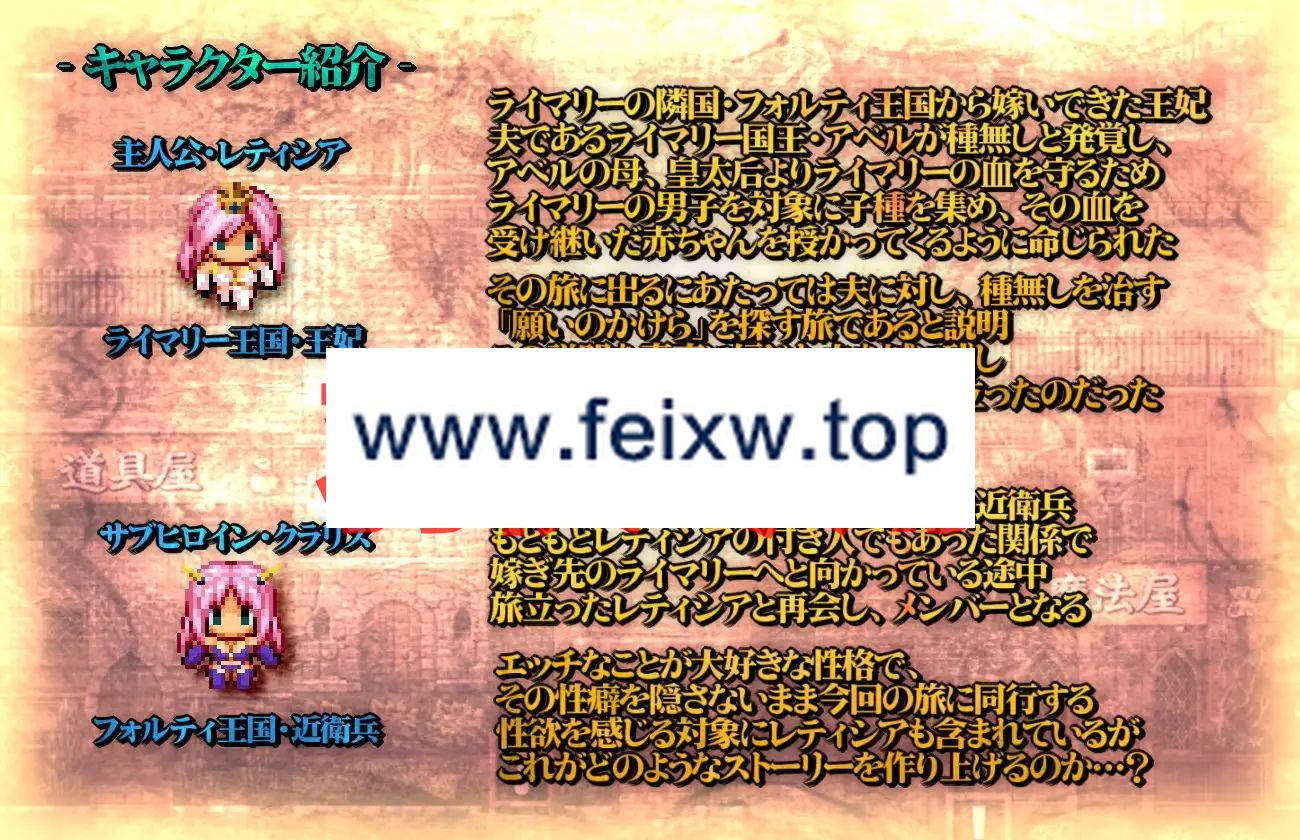 - キャラクター紹介 -
主人公・レティシア
ライマリー王国・王妃
ライマリーの隣国・フォルティ王国から嫁いできた王妃
夫であるライマリー国王・アベルが種無しと発覚し、
アベルの母、皇太后よりライマリーの血を守るため
ライマリーの男子を対象に子種を集め、その血を
受け継いだ赤ちゃんを授かってくるように命じられた
その旅に出るにあたっては夫に対し、種無しを治す
「願いのかけら」を探す旅であると説明
し
立ったのだった
www.feixw.top
道具屋
サブヒロイン・クラリス
フォルティ王国・近衛兵
近衛兵
もともとレティシアの付き人でもあった関係で
嫁ぎ先のライマリーへと向かっている途中
旅立ったレティシアと再会し、メンバーとなる
魔法屋
エッチなことが大好きな性格で、
その性癖を隠さないまま今回の旅に同行する
性欲を感じる対象にレティシアも含まれているが
これがどのようなストーリーを作り上げるのか…？